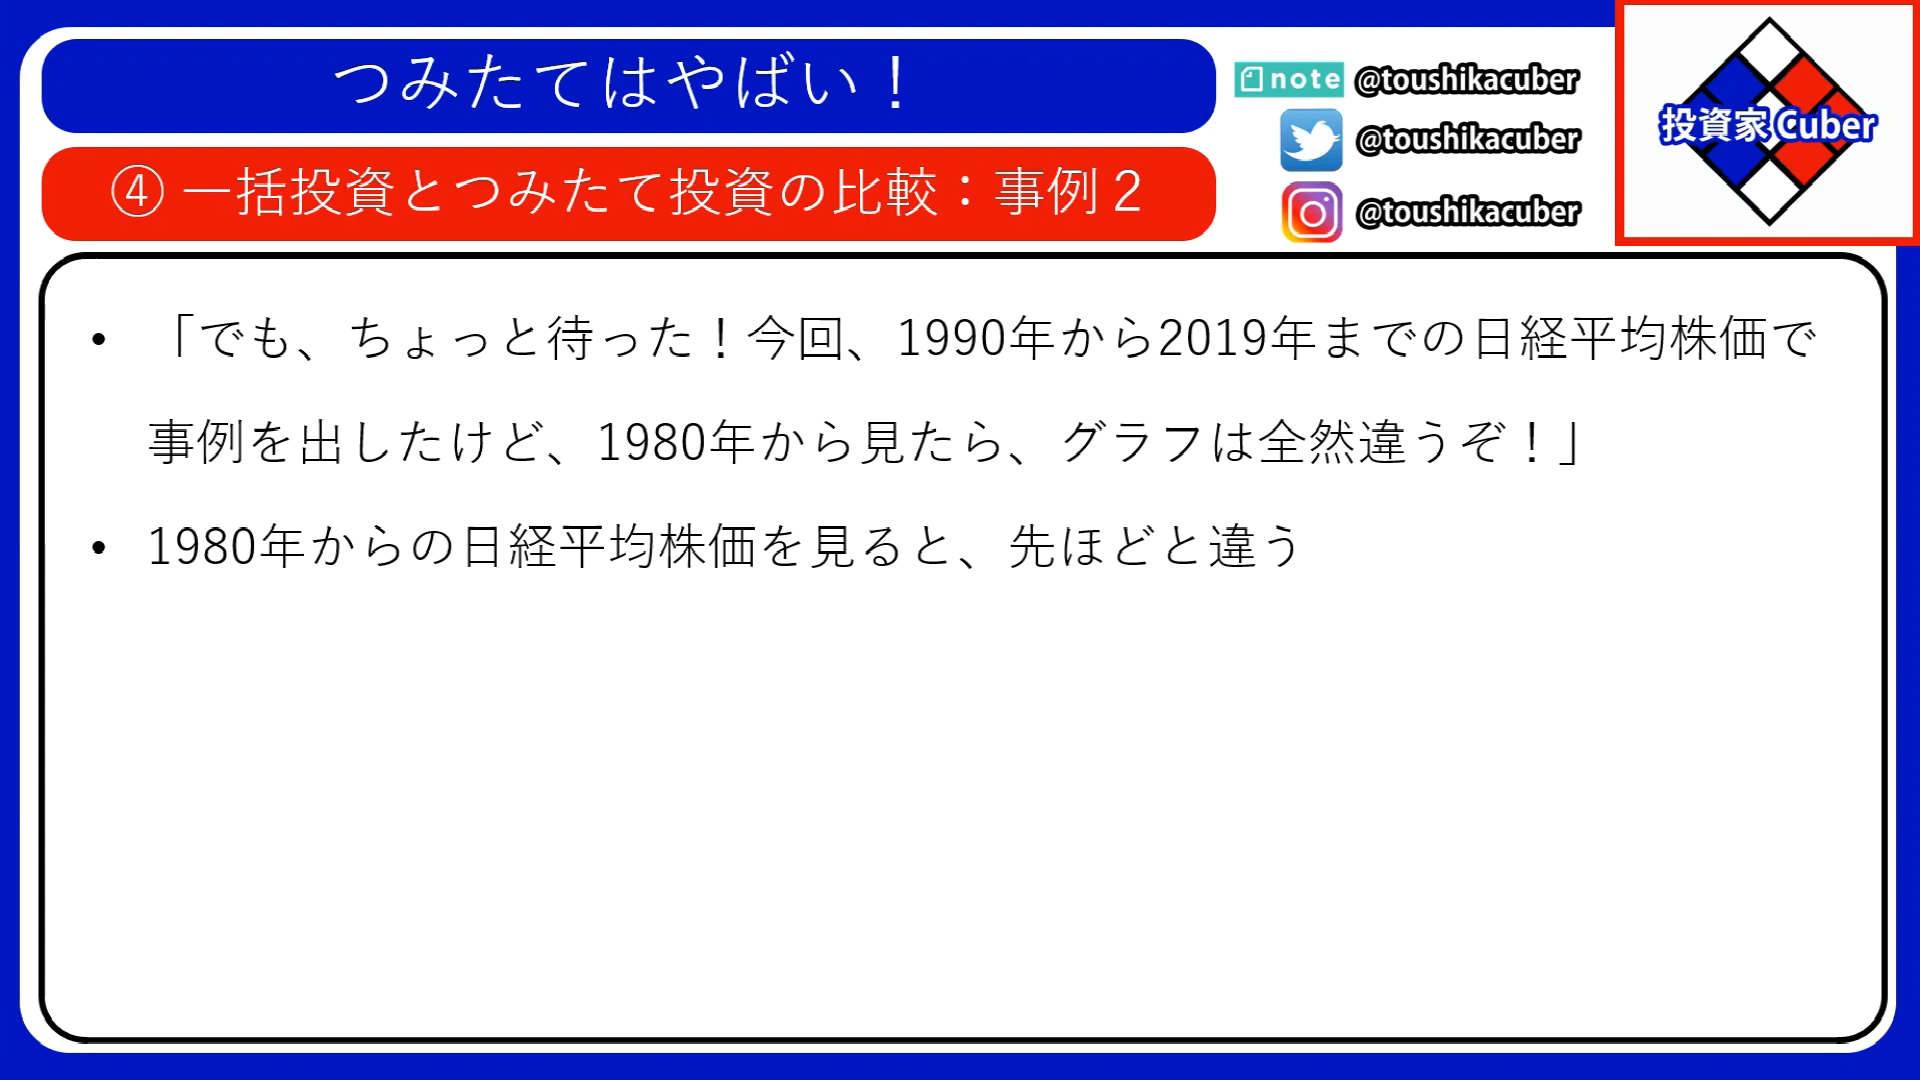 つみたてはやばい！
④ 一括投資とつみたて投資の比較：事例２
note @toushikacuber
@toushikacuber
@toushikacuber
投資家 Cuber
• 「でも、ちょっと待った！今回、1990年から2019年までの日経平均株価で
事例を出したけど、1980年から見たら、グラフは全然違うぞ！」
• 1980年からの日経平均株価を見ると、先ほどと違う